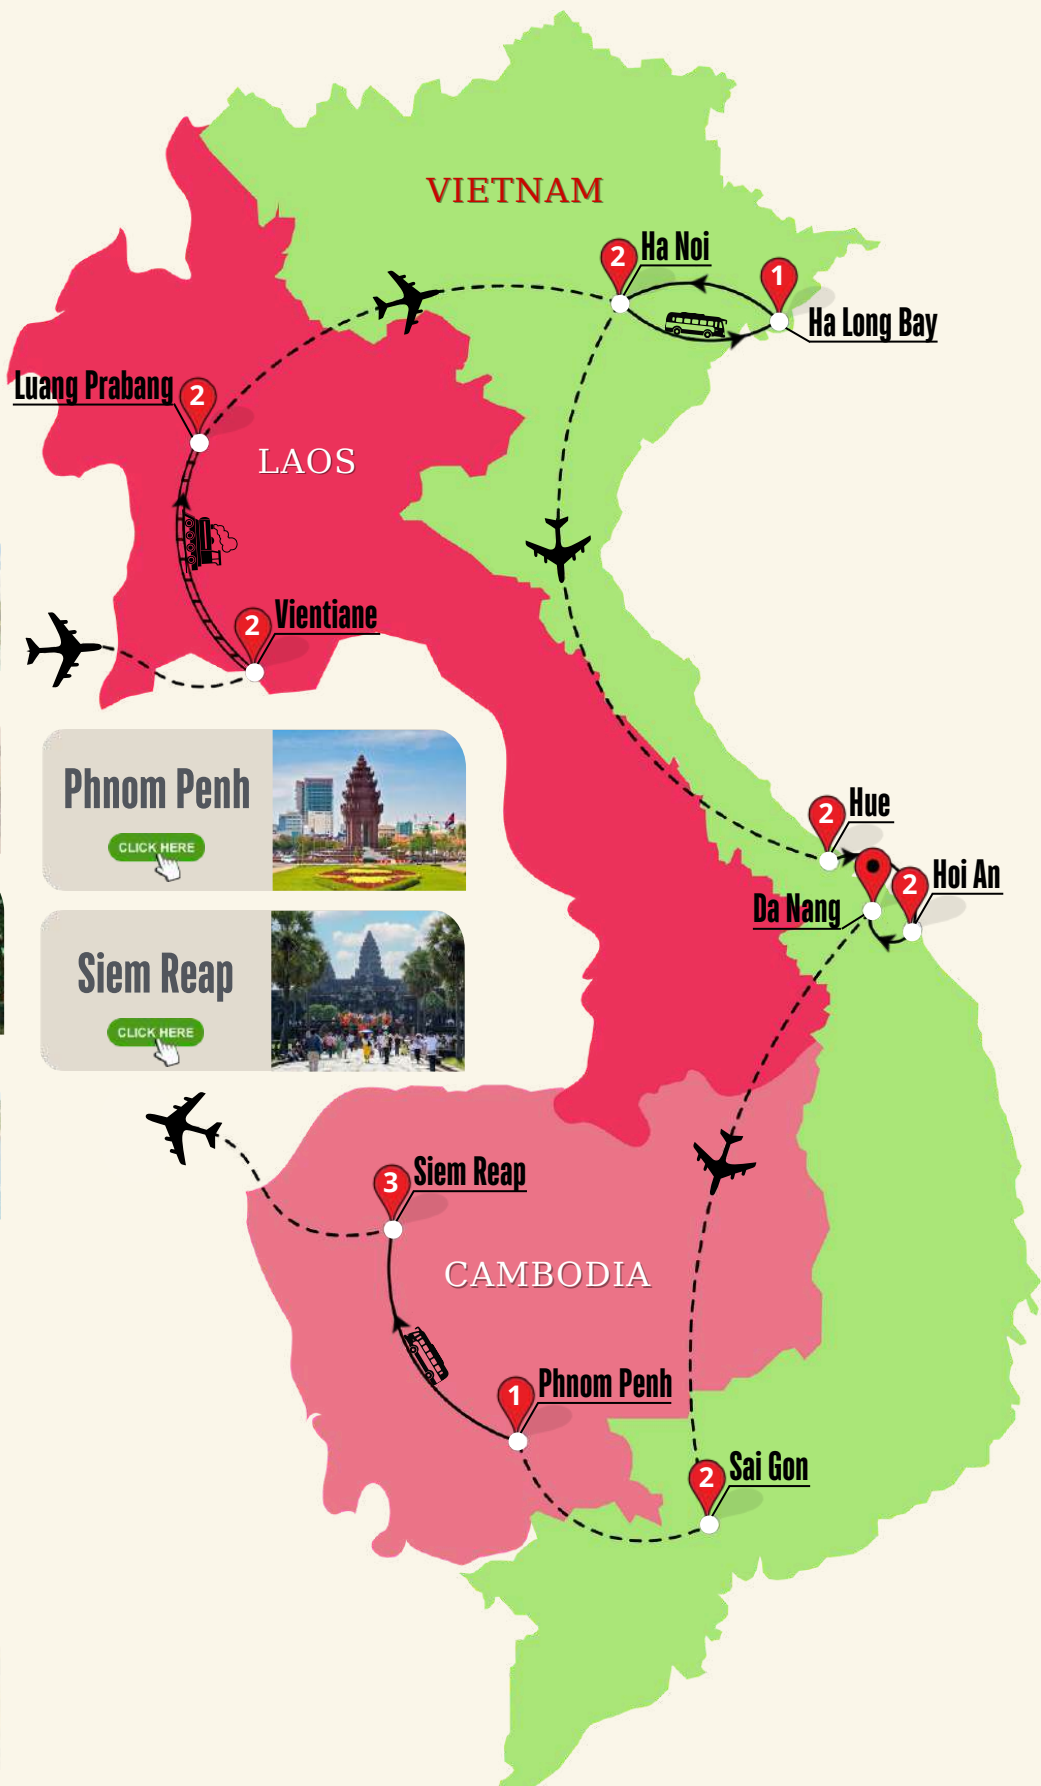 VIETNAM
2
Ha Noi
1
Ha Long Bay
Luang Prabang
2
LAOS
2
Vientiane
Phnom Penh
CLICK HERE
2
Hue
2
Hoi An
Da Nang
Siem Reap
CLICK HERE
3
Siem Reap
CAMBODIA
1
Phnom Penh
2
Sai Gon